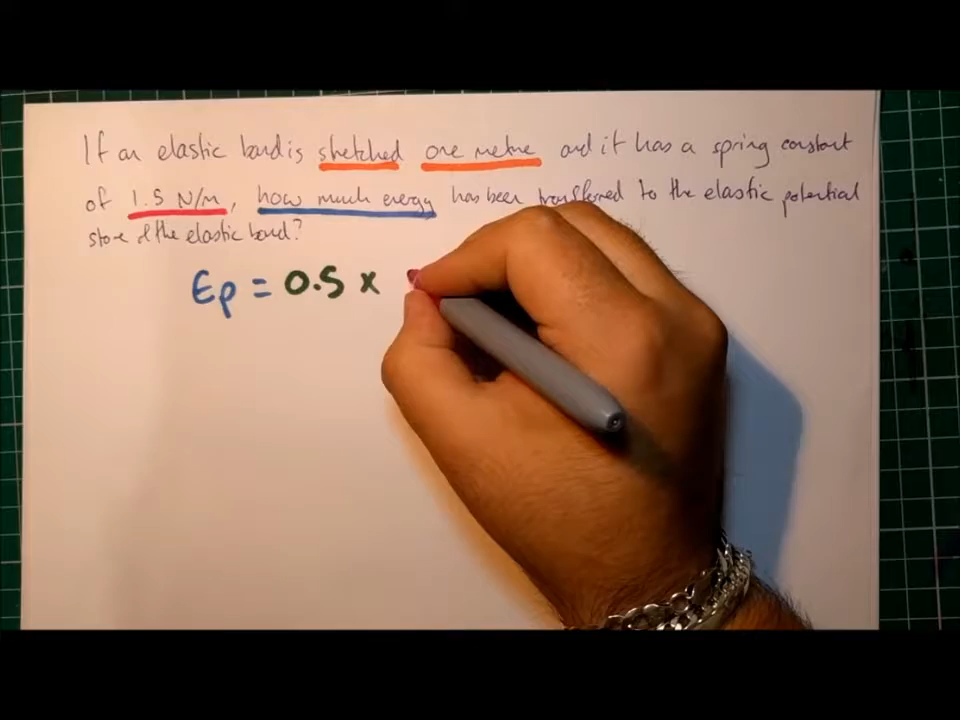 If an elastic band is stretched one metre and it has a spring constant
of 1.5 N/m, how much energy has been transferred to the elastic potential
store of the elastic band?
Ep = 0.5 x